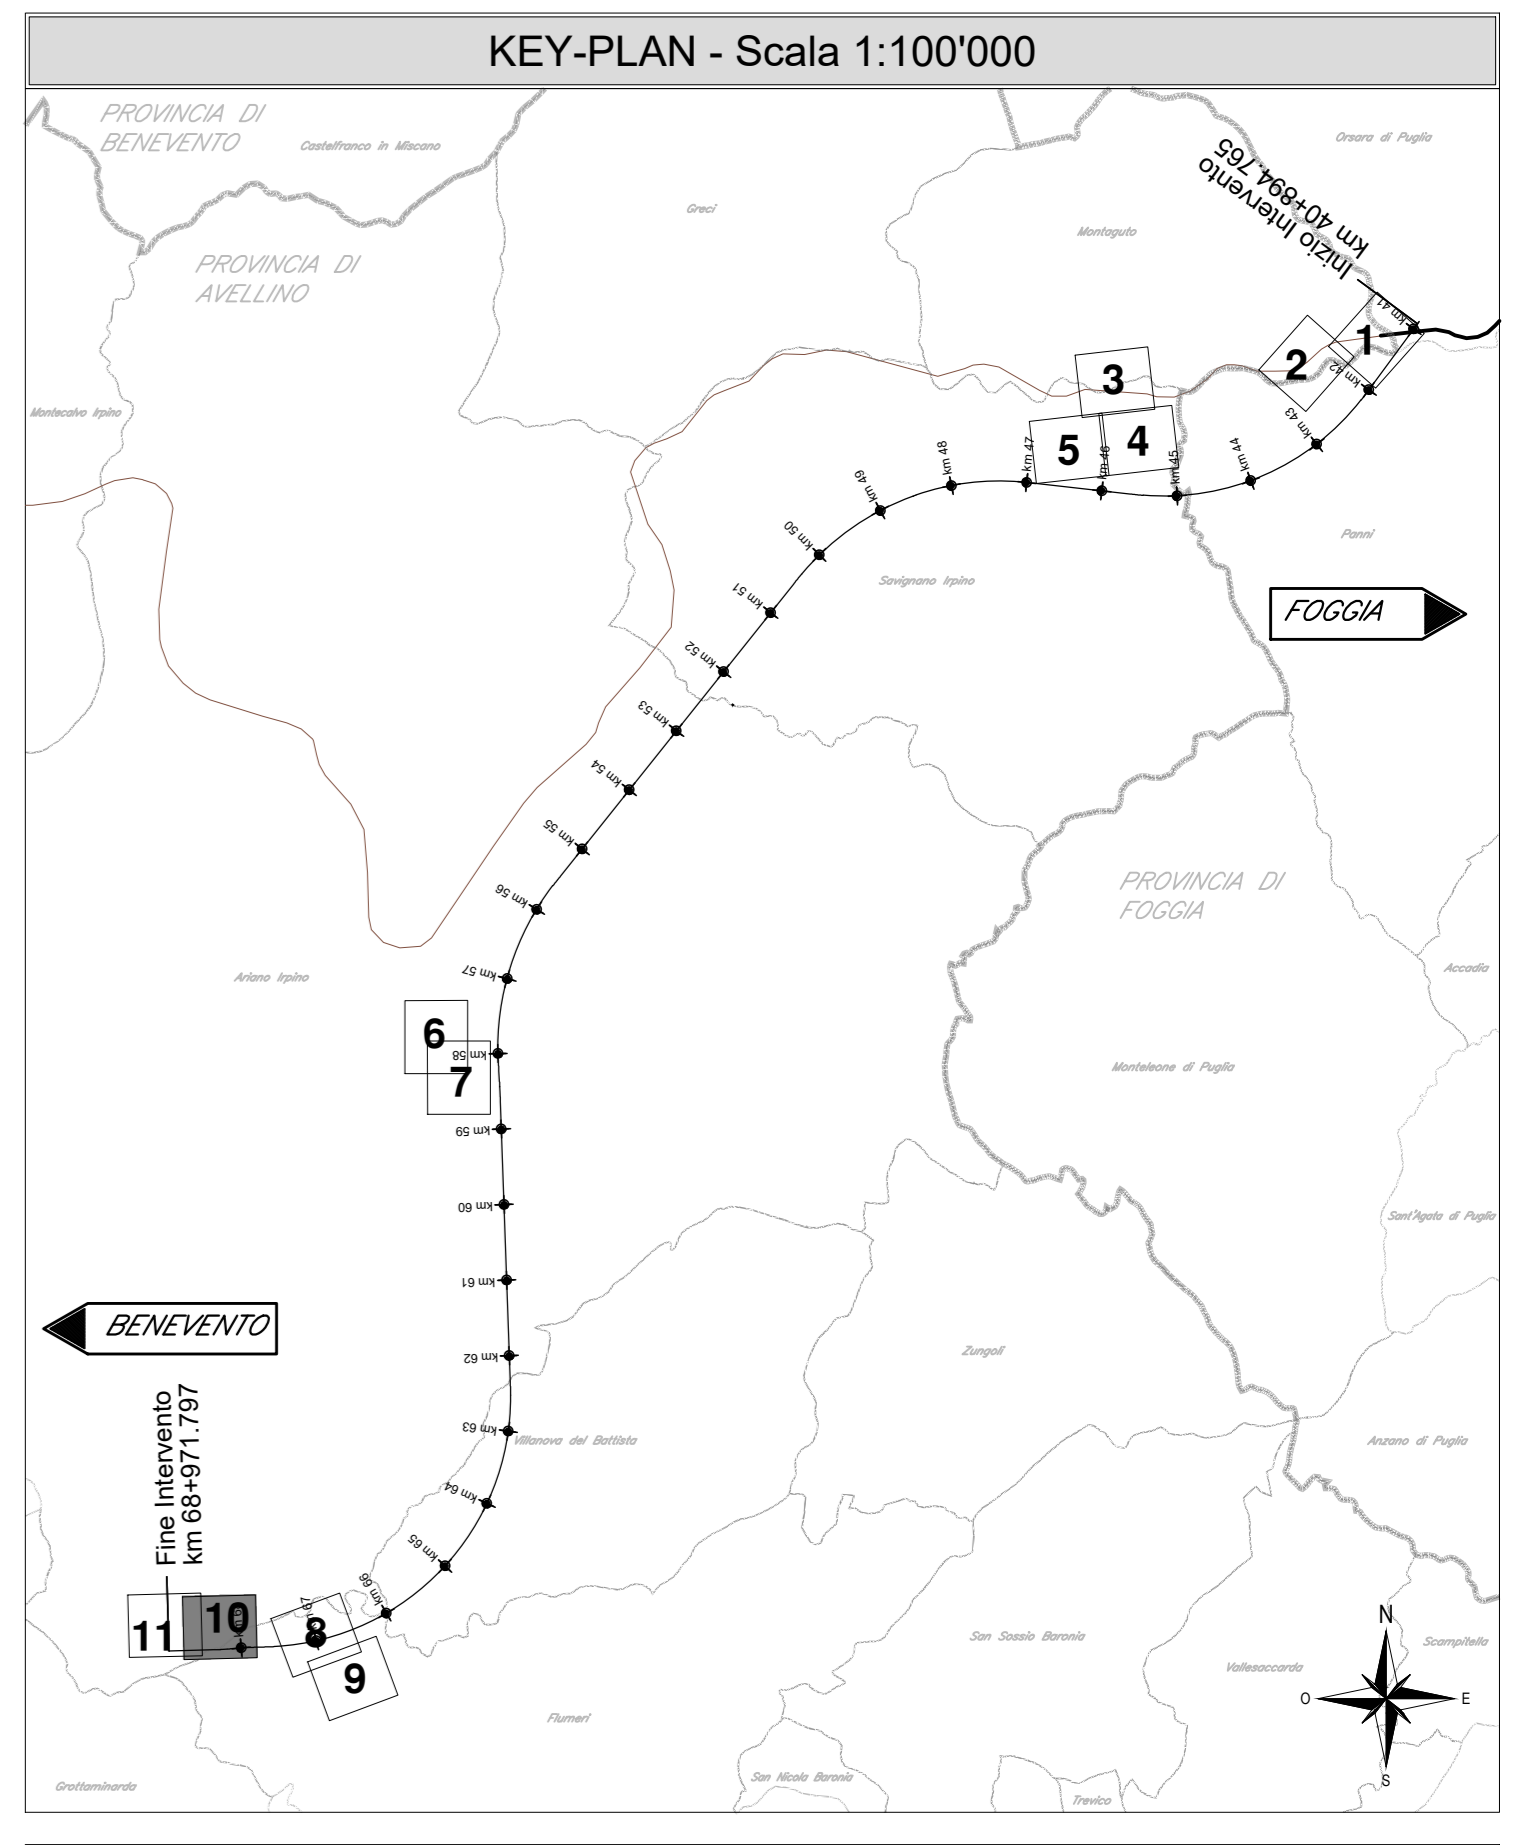 KEY-PLAN - Scala 1:100'000
PROVINCIA DI
BENEVENTO
Castelfranco in Miscano
Orsara di Puglia
Greci
Montaguto
Inizio Intervento
km 40+894.765
PROVINCIA DI
AVELLINO
km 41
1
2
km 42
3
Montecalvo Irpino
km 43
4
5
km 44
km 45
km 46
km 47
km 48
km 49
km 50
Panni
Savignano Irpino
km 51
FOGGIA
km 52
km 53
km 54
km 55
PROVINCIA DI
FOGGIA
km 56
Ariano Irpino
km 57
Accadia
6
km 58
7
Monteleone di Puglia
km 59
km 60
Sant'Agata di Puglia
km 61
BENEVENTO
km 62
Zungoli
Fine Intervento
km 68+971.797
km 63
Villanova del Battista
Anzano di Puglia
km 64
km 65
km 66
11
10
8
9
N
San Sossio Baronia
Scampitella
Vallesaccarda
O
E
Flumeri
S
Grottaminarda
San Nicola Baronia
Trevico